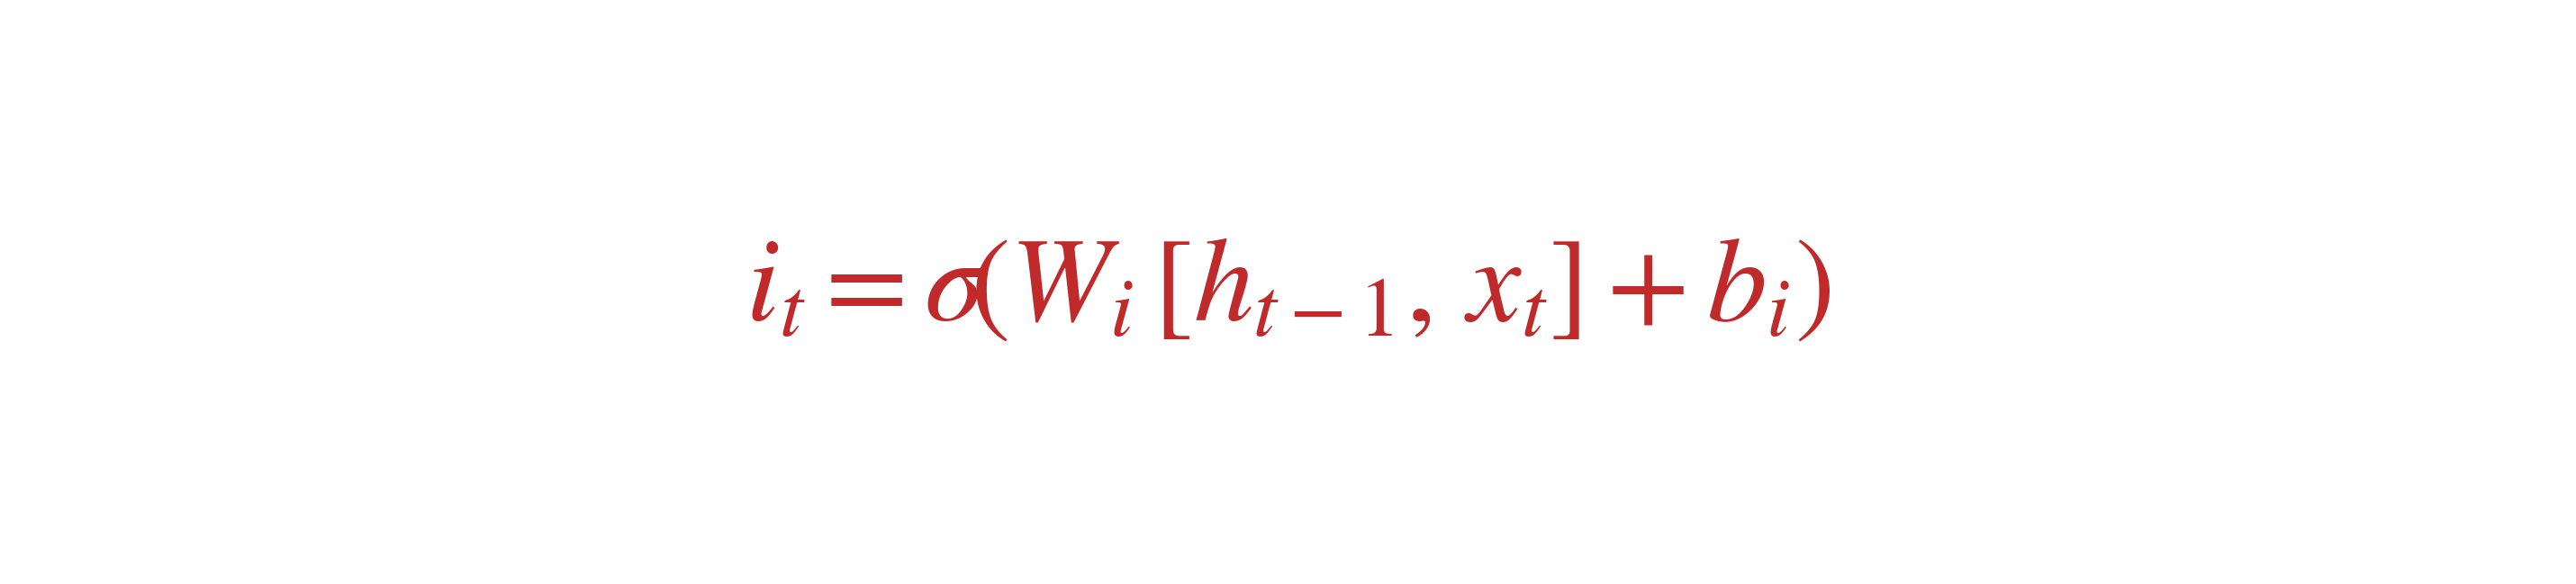 i_t = σ(W_i [h_{t−1}, x_t] + b_i)